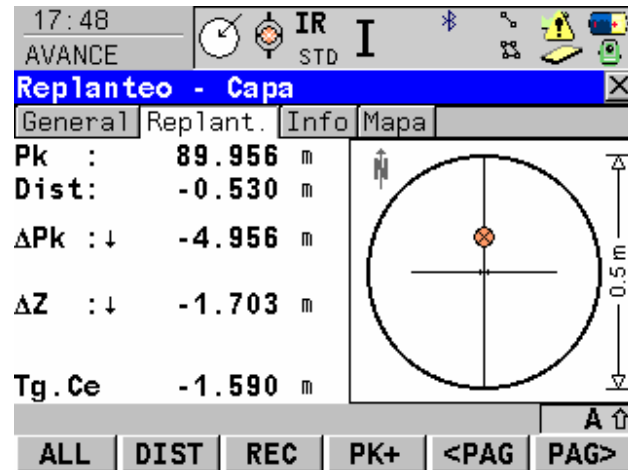 17:48
AVANCE
IR
STD
I
Replanteo - Capa
General Replant. Info Mapa
Pk : 89.956 m
Dist: -0.530 m
ΔPk :↓ -4.956 m
ΔZ :↓ -1.703 m
Tg.Ce -1.590 m
N
0.5 m
A ⇧
ALL DIST REC PK+ <PAG PAG>